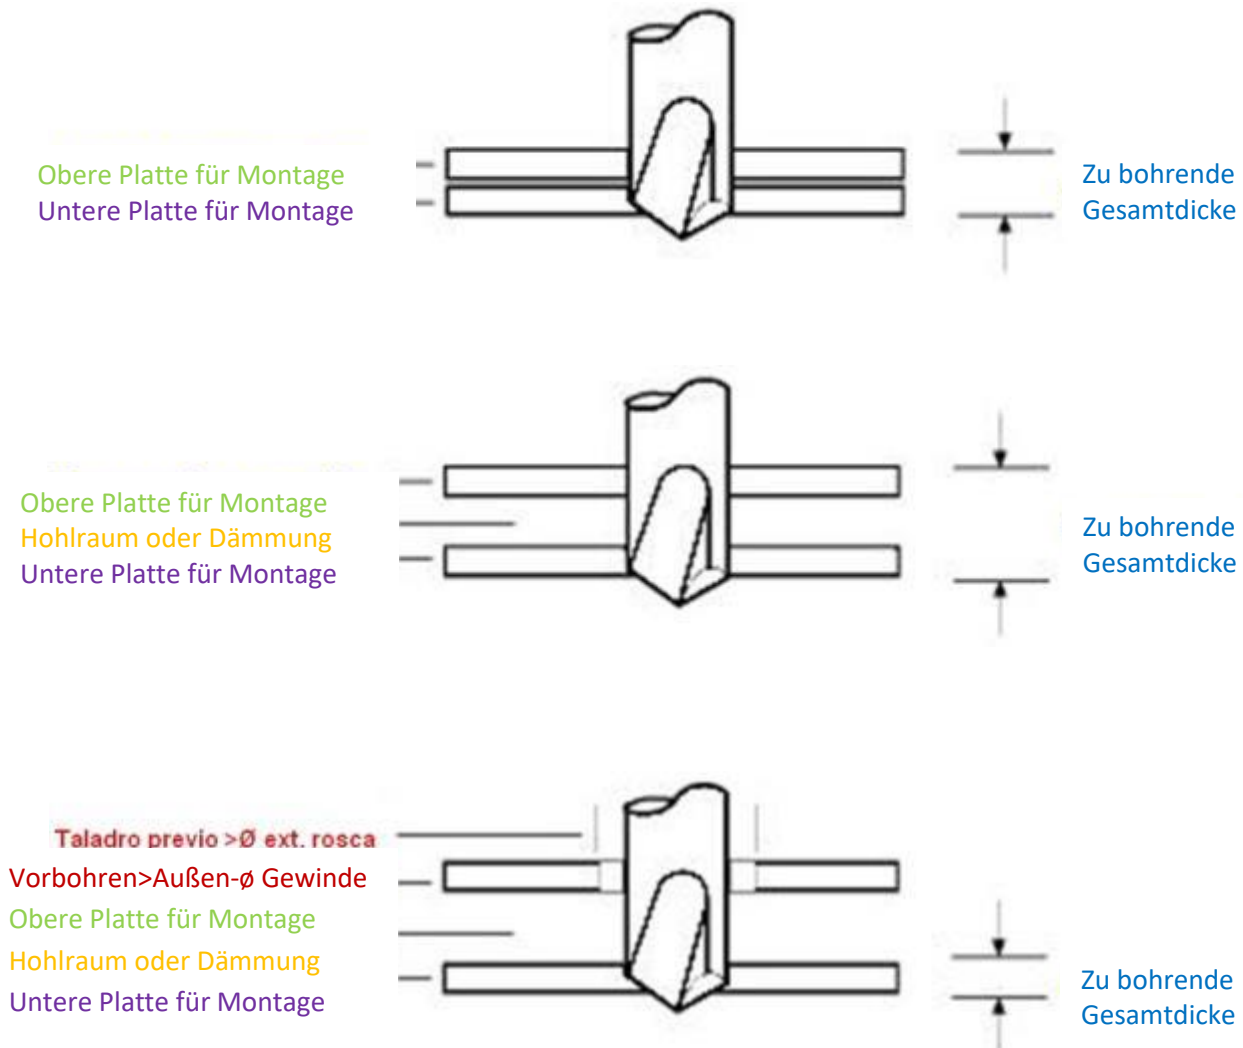 Obere Platte für Montage
Untere Platte für Montage
Zu bohrende
Gesamtdicke
Obere Platte für Montage
Hohlraum oder Dämmung
Untere Platte für Montage
Zu bohrende
Gesamtdicke
Taladro previo >Ø ext. rosca
Vorbohren>Außen-ø Gewinde
Obere Platte für Montage
Hohlraum oder Dämmung
Untere Platte für Montage
Zu bohrende
Gesamtdicke